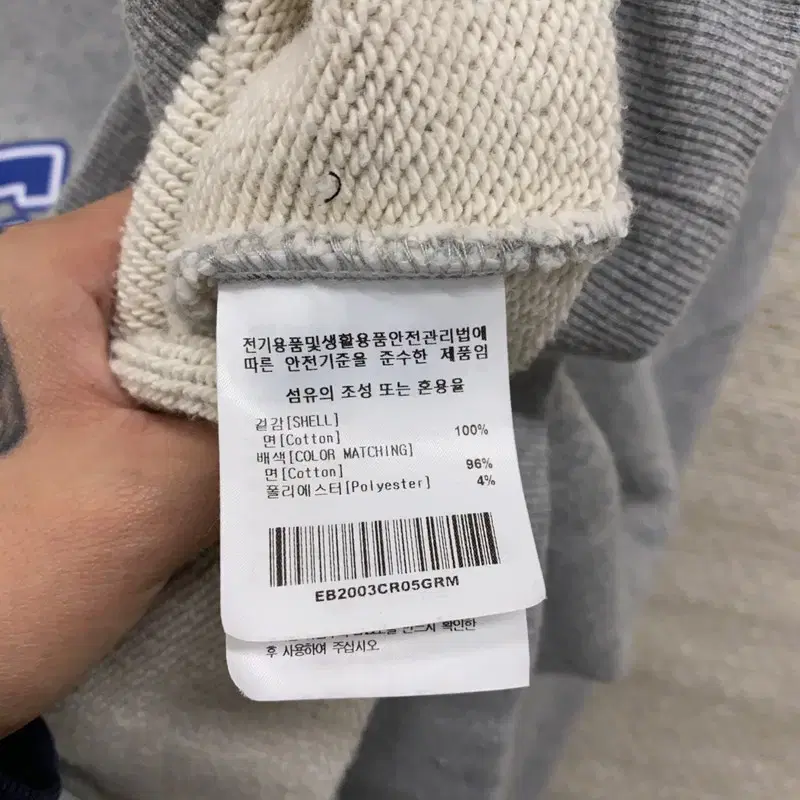 전기용품및생활용품안전관리법에
따른 안전기준을 준수한 제품임
섬유의 조성 또는 혼용율
겉감[SHELL]
면[Cotton] 100%
배색[COLOR MATCHING]
면[Cotton] 96%
폴리에스터[Polyester] 4%
EB2003CR05GRM
확인한
후 사용하여 주십시오.